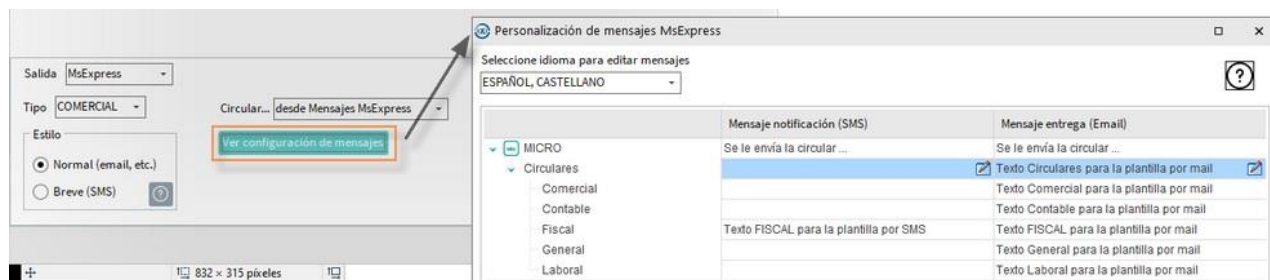 Salida MsExpress
Tipo COMERCIAL Circular... desde Mensajes MsExpress
Estilo
Ver configuración de mensajes
Normal (email, etc.)
Breve (SMS) ?
832 × 315 píxeles
Personalización de mensajes MsExpress
Seleccione idioma para editar mensajes
ESPAÑOL, CASTELLANO ?
Mensaje notificación (SMS) Mensaje entrega (Email)
MICRO Se le envía la circular ... Se le envía la circular ...
Circulares Texto Circulares para la plantilla por mail
Comercial Texto Comercial para la plantilla por mail
Contable Texto Contable para la plantilla por mail
Fiscal Texto FISCAL para la plantilla por SMS Texto FISCAL para la plantilla por mail
General Texto General para la plantilla por mail
Laboral Texto Laboral para la plantilla por mail